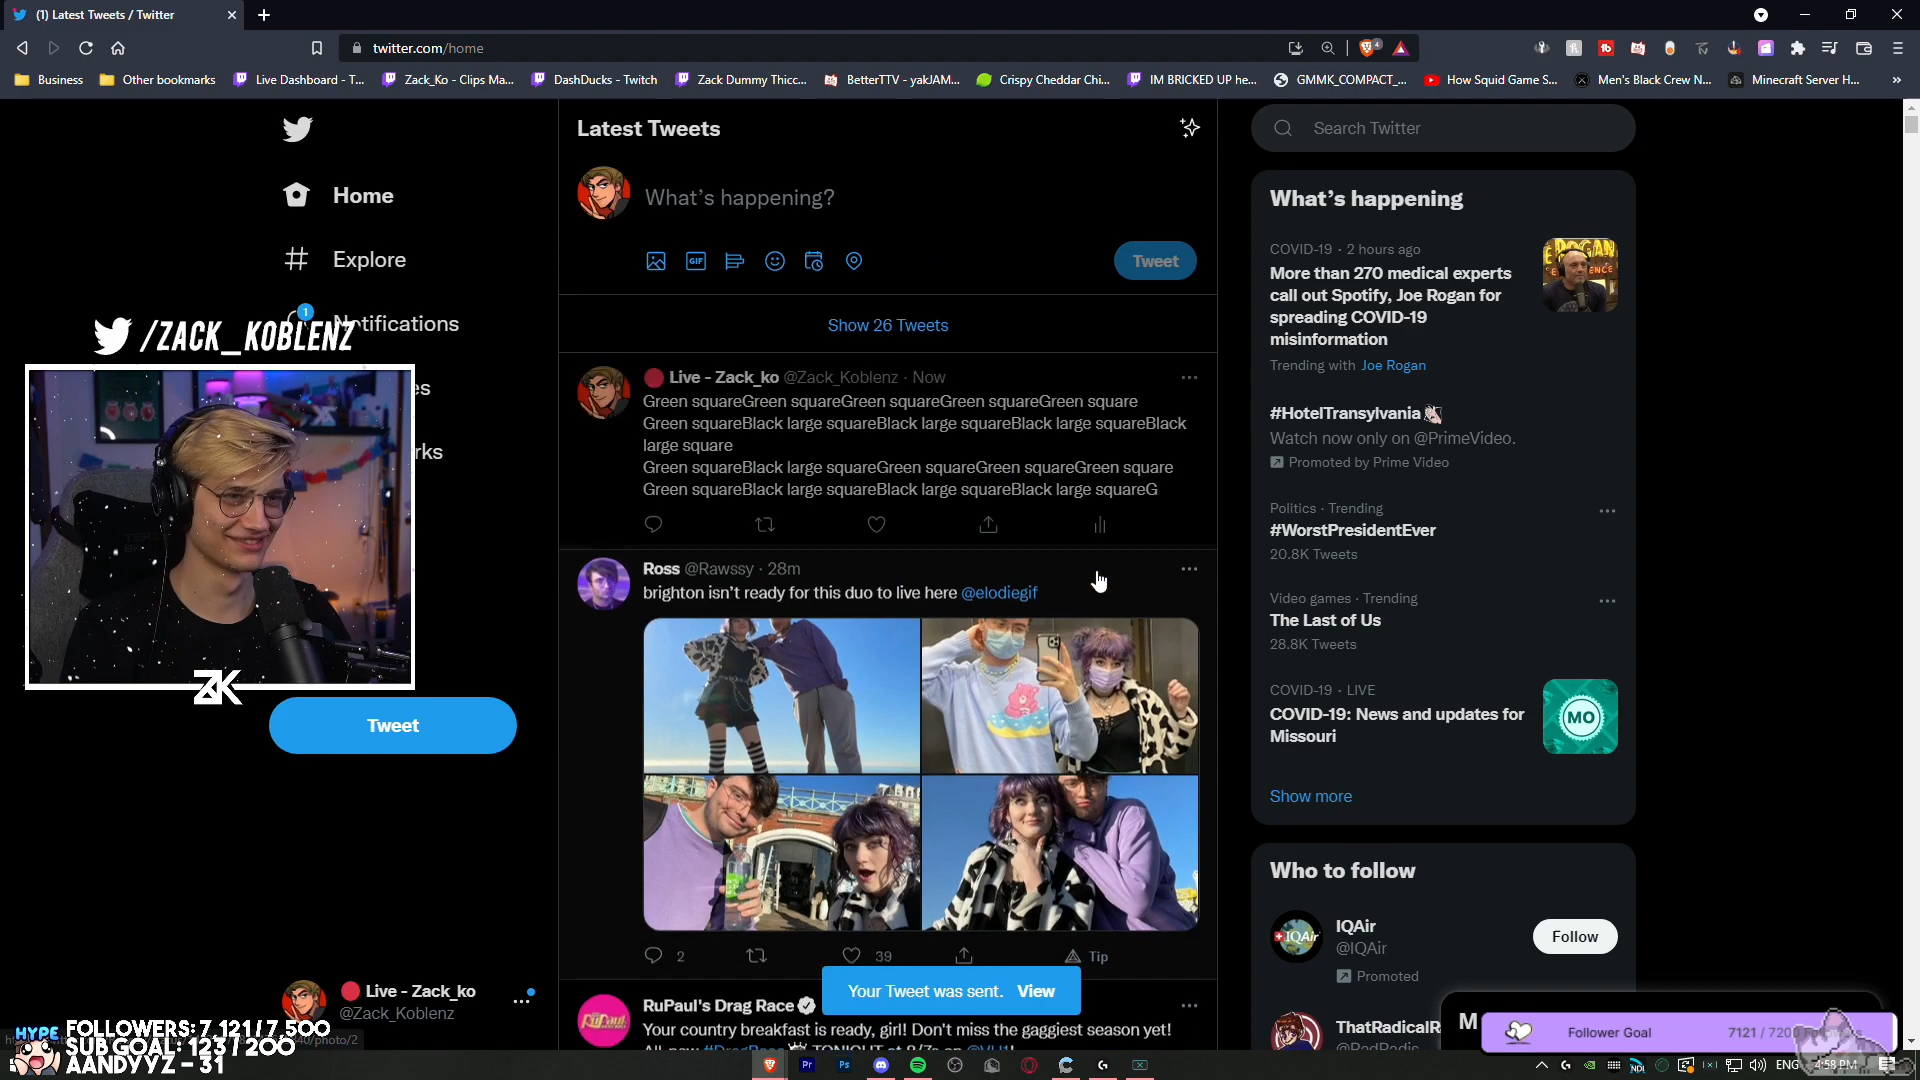 (1) Latest Tweets / Twitter
twitter.com/home
Business
Other bookmarks
Live Dashboard - T...
Zack_Ko - Clips Ma...
DashDucks - Twitch
Zack Dummy Thicc...
BetterTTV - yakJAM...
Crispy Cheddar Chi...
IM BRICKED UP he...
GMMK_COMPACT_...
How Squid Game S...
Men's Black Crew N...
Minecraft Server H...
Home
Explore
1
Notifications
/ZACK_KOBLENZ
ZK
Tweet
Live - Zack_ko
@Zack_Koblenz
HYPE
FOLLOWERS: 7,121/7,500
SUB GOAL: 123/200
AANDYYZ - 31
Latest Tweets
What's happening?
GIF
Tweet
Show 26 Tweets
Live - Zack_ko @Zack_Koblenz · Now
Green squareGreen squareGreen squareGreen squareGreen square
Green squareBlack large squareBlack large squareBlack large squareBlack
large square
Green squareBlack large squareGreen squareGreen squareGreen square
Green squareBlack large squareBlack large squareBlack large squareG
Ross @Rawssy · 28m
brighton isn't ready for this duo to live here @elodiegif
2
39
Tip
Your Tweet was sent. View
RuPaul's Drag Race
Your country breakfast is ready, girl! Don't miss the gaggiest season yet!
Search Twitter
What's happening
COVID-19 · 2 hours ago
More than 270 medical experts
call out Spotify, Joe Rogan for
spreading COVID-19
misinformation
Trending with Joe Rogan
#HotelTransylvania
Watch now only on @PrimeVideo.
Promoted by Prime Video
Politics · Trending
#WorstPresidentEver
20.8K Tweets
Video games · Trending
The Last of Us
28.8K Tweets
COVID-19 · LIVE
COVID-19: News and updates for
Missouri
MO
Show more
Who to follow
IQAir
@IQAir
Follow
Promoted
ThatRadicalR
Follower Goal
7121 / 720
ENG
4:58 PM